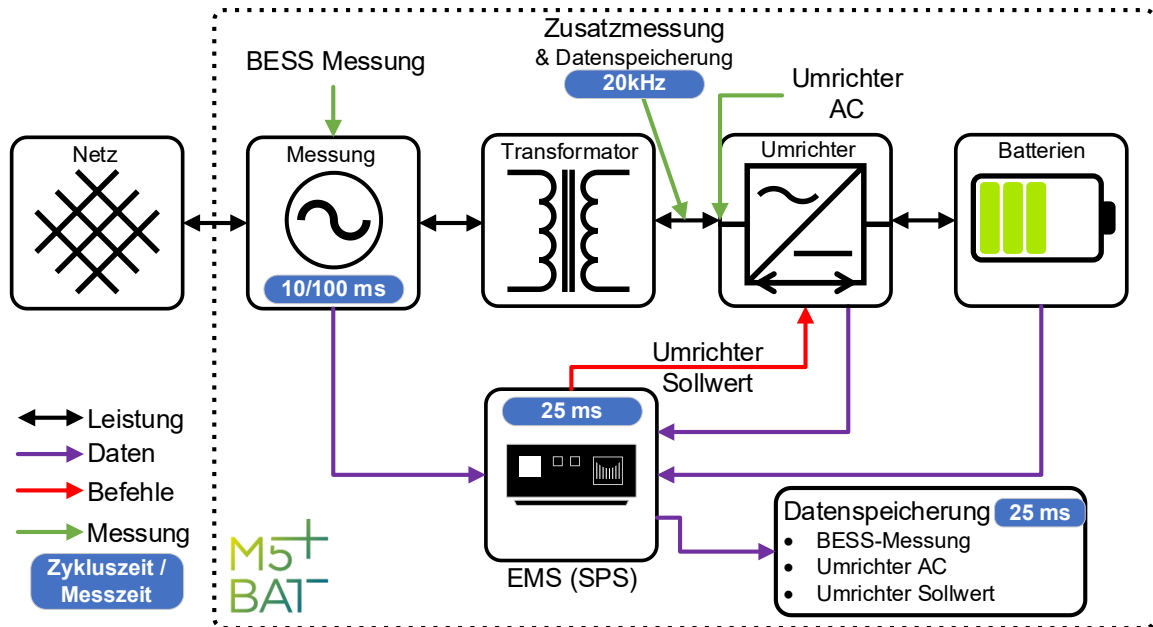 Zusatzmessung
& Datenspeicherung
20kHz
BESS Messung
Umrichter
AC
Netz
Messung
10/100 ms
Transformator
Umrichter
Batterien
Umrichter
Sollwert
25 ms
EMS (SPS)
Leistung
Daten
Befehle
Messung
Zykluszeit /
Messzeit
M5+
BAT
Datenspeicherung 25 ms
• BESS-Messung
• Umrichter AC
• Umrichter Sollwert